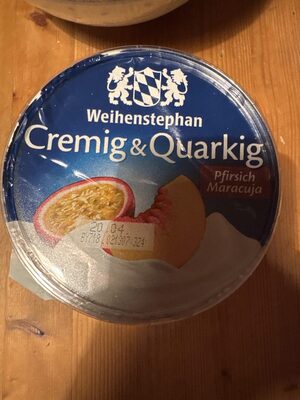 Weihenstephan
Cremig & Quarkig
Pfirsich
Maracuja
20.04.